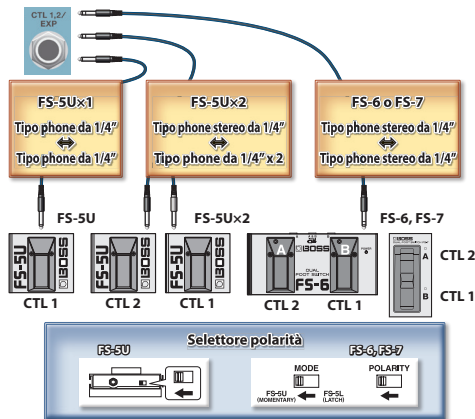 CTL 1,2/
EXP
FS-5U×1
Tipo phone da 1/4”
Tipo phone da 1/4”
FS-5U×2
Tipo phone stereo da 1/4”
Tipo phone da 1/4” x 2
FS-6 o FS-7
Tipo phone stereo da 1/4”
Tipo phone stereo da 1/4”
FS-5U
FS-5U×2
FS-6, FS-7
FS-5U
BOSS
FS-5U
BOSS
FS-5U
BOSS
A
B
BOSS
DUAL
FOOT SWITCH
FS-6
BOSS
A
B
CTL 2
CTL 1
CTL 1
CTL 2
CTL 1
CTL 2
CTL 1
Selettore polarità
FS-5U
FS-6, FS-7
MODE
POLARITY
FS-5U
(MOMENTARY)
FS-5L
(LATCH)